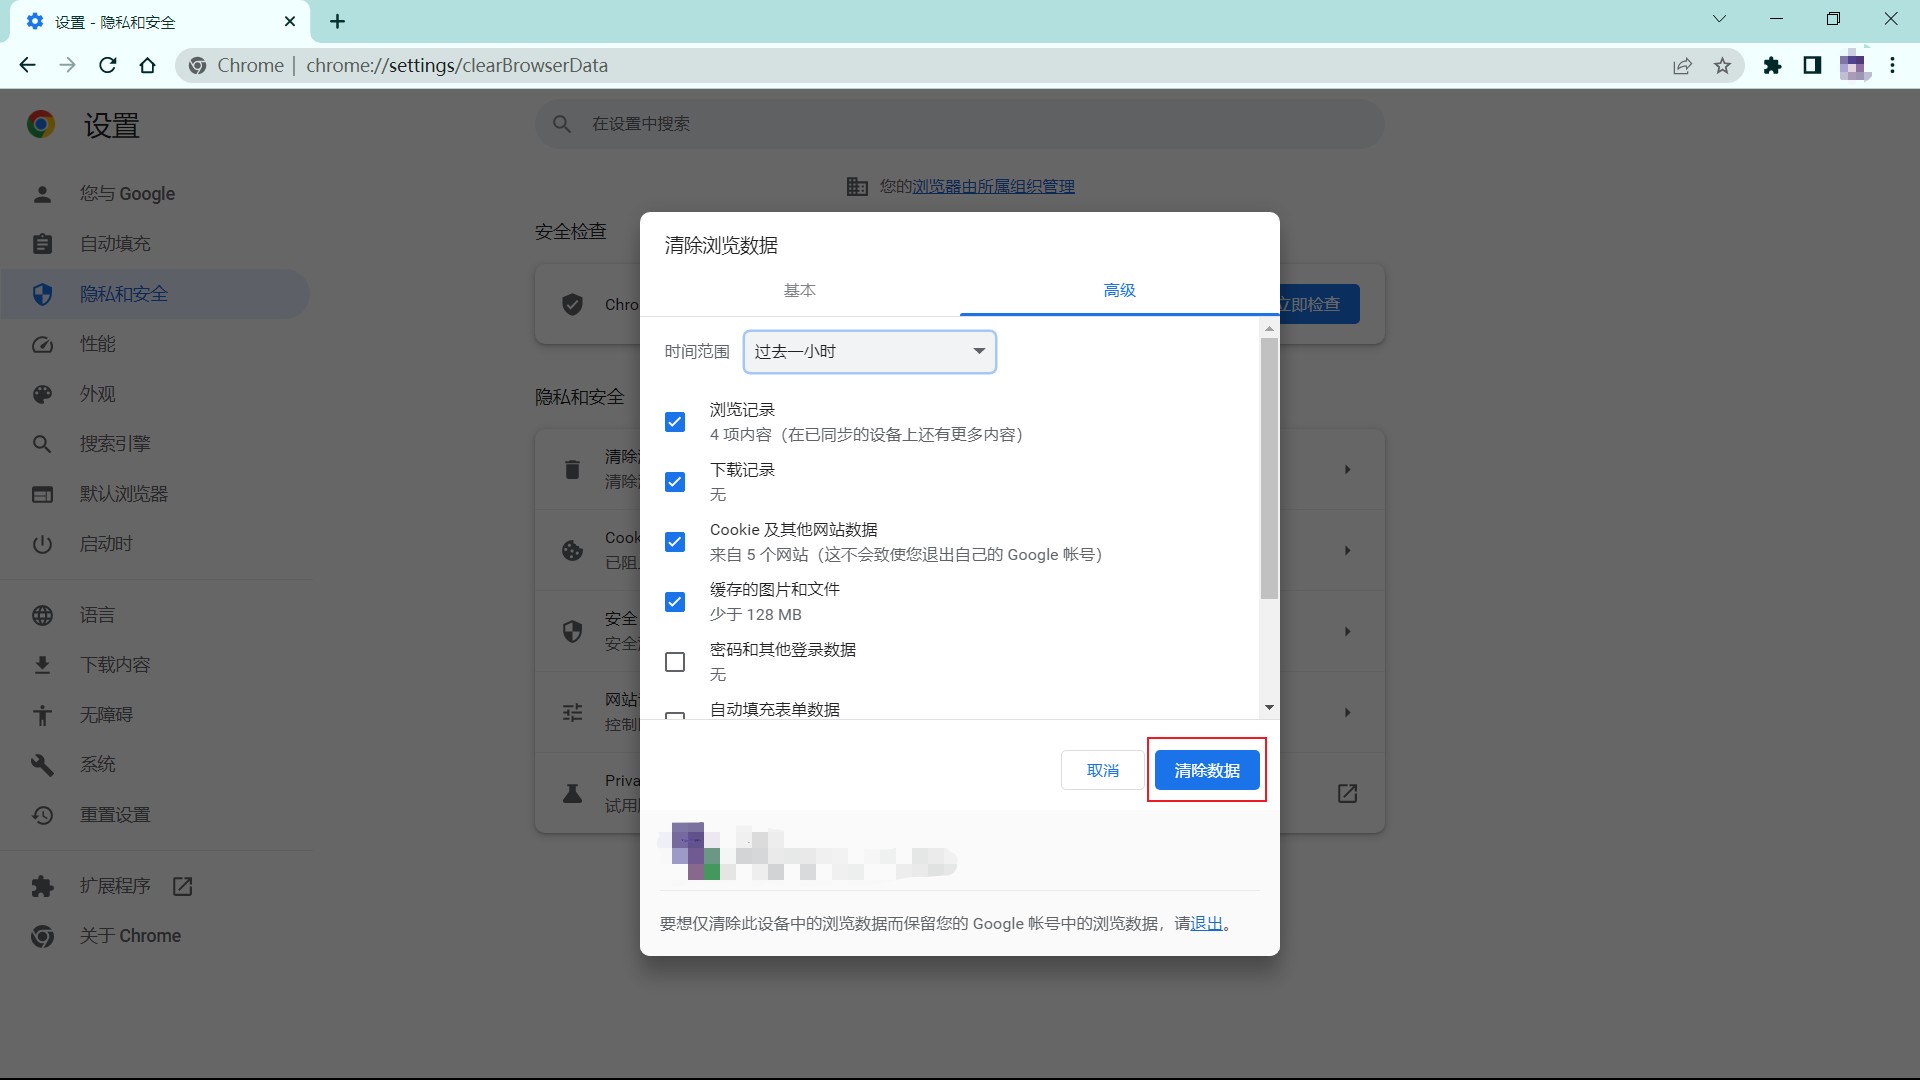 设置 - 隐私和安全
Chrome | chrome://settings/clearBrowserData
设置
在设置中搜索
您与 Google
自动填充
隐私和安全
性能
外观
搜索引擎
默认浏览器
启动时
语言
下载内容
无障碍
系统
重置设置
扩展程序
关于 Chrome
您的浏览器由所属组织管理
安全检查
Chro
立即检查
隐私和安全
清除
清除
Cook
已阻
安全
安全
网站
控制
Priva
试用
清除浏览数据
基本
高级
时间范围
过去一小时
浏览记录
4 项内容（在已同步的设备上还有更多内容）
下载记录
无
Cookie 及其他网站数据
来自 5 个网站（这不会致使您退出自己的 Google 帐号）
缓存的图片和文件
少于 128 MB
密码和其他登录数据
无
自动填充表单数据
取消
清除数据
要想仅清除此设备中的浏览数据而保留您的 Google 帐号中的浏览数据，请退出。